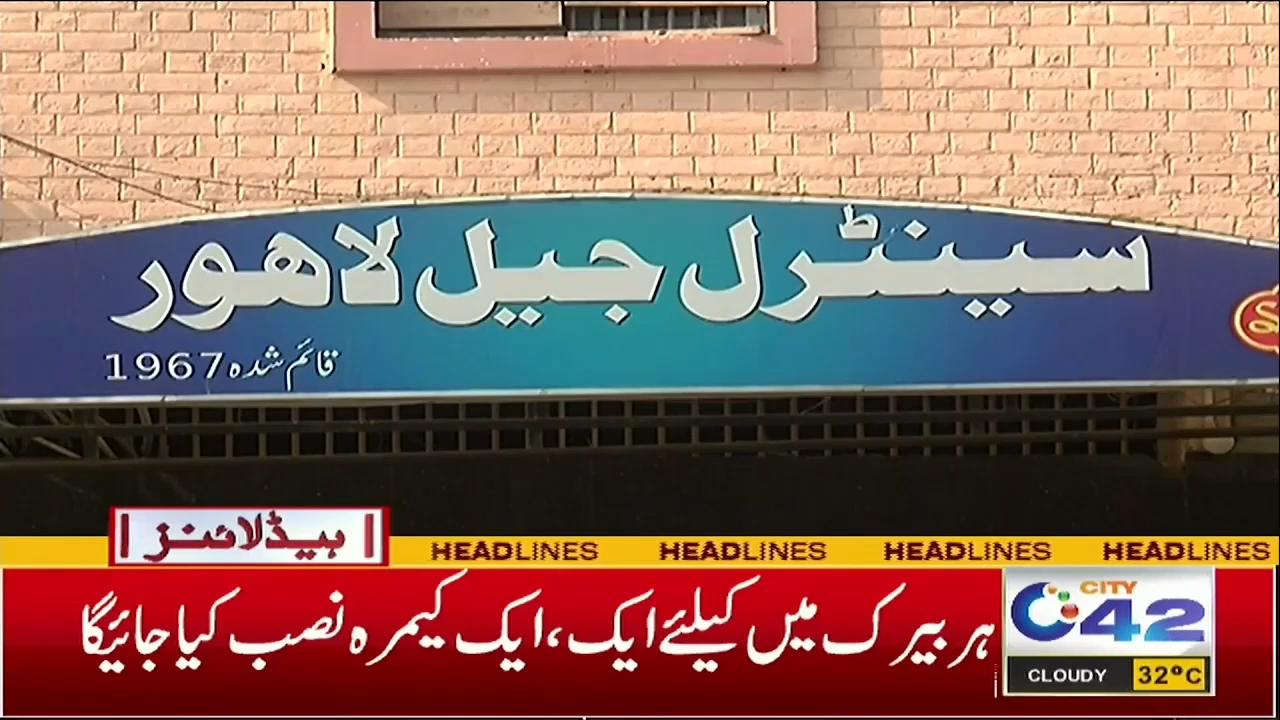 سینٹرل جیل لاھور
قائم شدہ 1967
ہیڈلائنز
HEADLINES HEADLINES HEADLINES HEADLINES
ہر بیرک میں کیلئے ایک، ایک کیمرہ نصب کیا جائیگا
CITY
42
CLOUDY 32°C